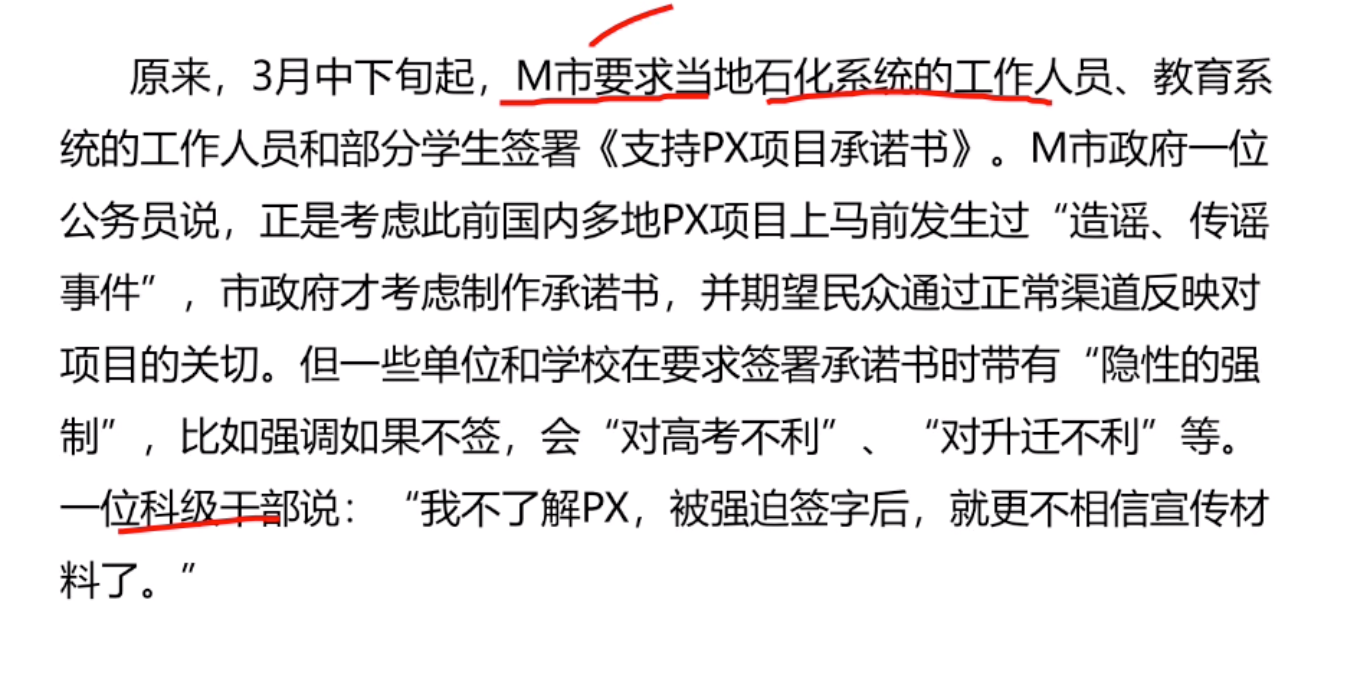 原来，3月中下旬起，M市要求当地石化系统的工作人员、教育系
统的工作人员和部分学生签署《支持PX项目承诺书》。M市政府一位
公务员说，正是考虑此前国内多地PX项目上马前发生过“造谣、传谣
事件”，市政府才考虑制作承诺书，并期望民众通过正常渠道反映对
项目的关切。但一些单位和学校在要求签署承诺书时带有“隐性的强
制”，比如强调如果不签，会“对高考不利”、“对升迁不利”等。
一位科级干部说：“我不了解PX，被强迫签字后，就更不相信宣传材
料了。”